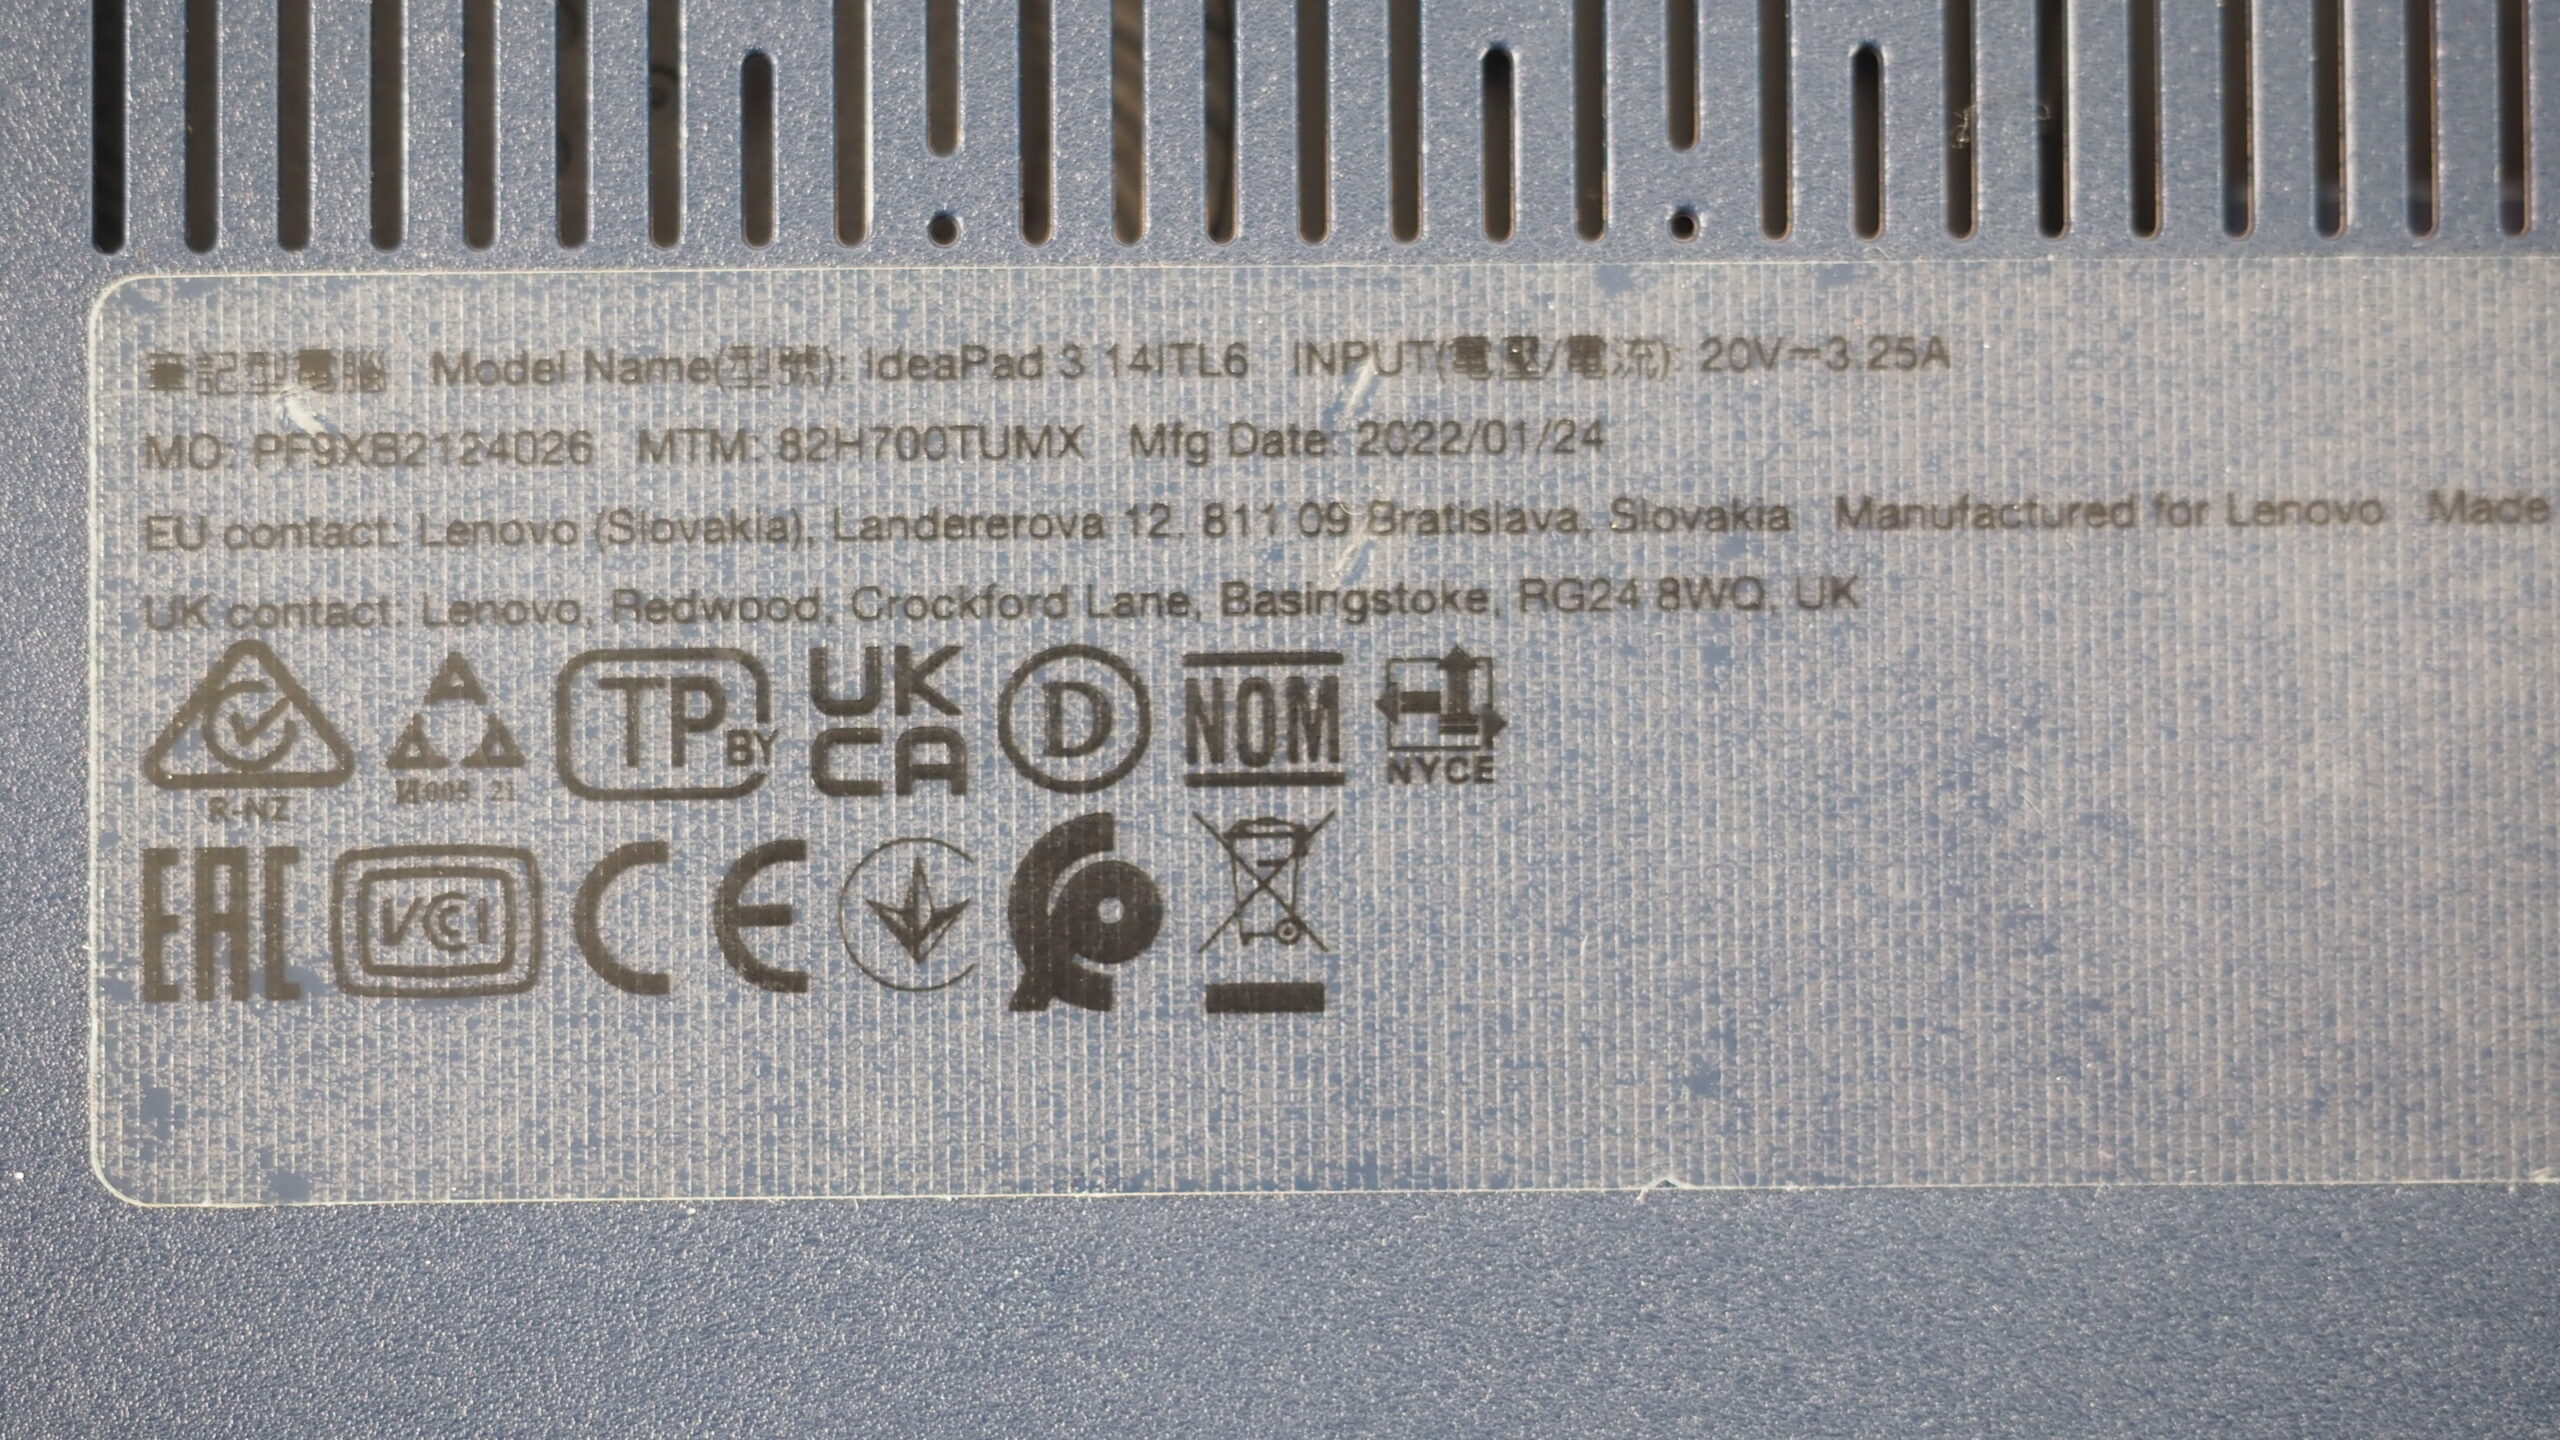 筆記型電腦 Model Name(型號): IdeaPad 3 14ITL6 INPUT(電壓/電流): 20V⎓3.25A
MO: PF9XB2124026 MTM: 82H700TUMX Mfg Date: 2022/01/24
EU contact: Lenovo (Slovakia), Landererova 12, 811 09 Bratislava, Slovakia Manufactured for Lenovo Made
UK contact: Lenovo, Redwood, Crockford Lane, Basingstoke, RG24 8WQ, UK
TP BY UK CA D NOM NYCE
R-NZ И005 21
EAC VCCI CE